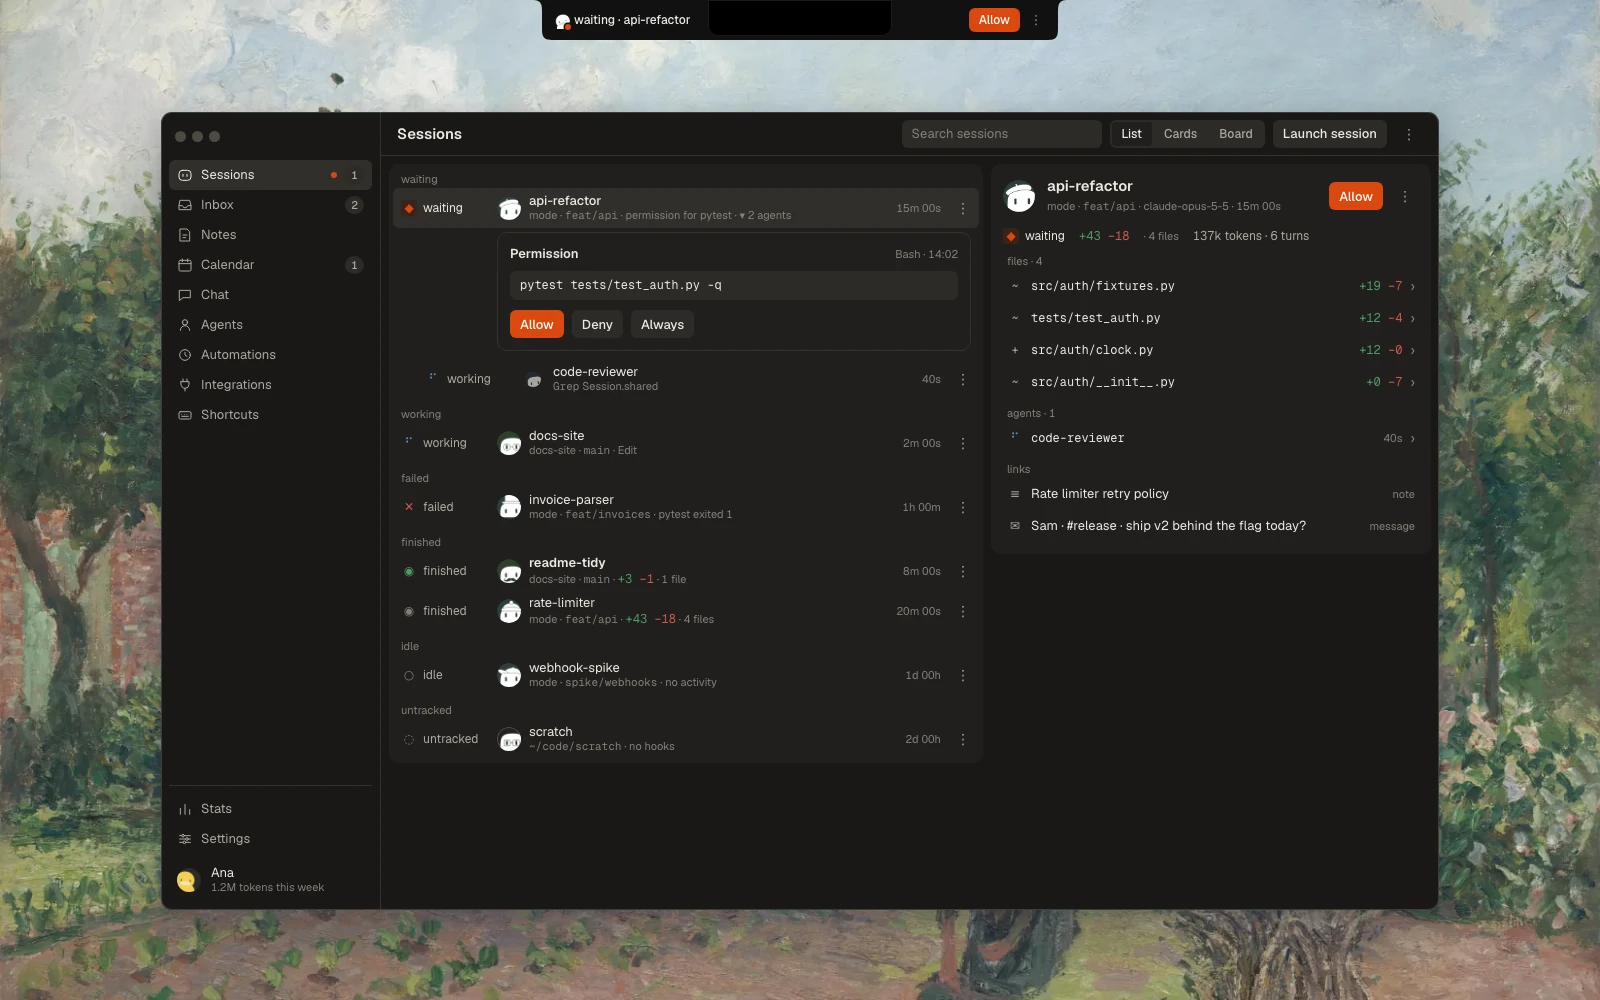 waiting · api-refactor
Allow
Sessions
Search sessions
List
Cards
Board
Launch session
Sessions
1
Inbox
2
Notes
Calendar
1
Chat
Agents
Automations
Integrations
Shortcuts
Stats
Settings
Ana
1.2M tokens this week
waiting
waiting
api-refactor
mode · feat/api · permission for pytest · ▾ 2 agents
15m 00s
Permission
Bash · 14:02
pytest tests/test_auth.py -q
Allow
Deny
Always
working
code-reviewer
Grep Session.shared
40s
working
working
docs-site
docs-site · main · Edit
2m 00s
failed
failed
invoice-parser
mode · feat/invoices · pytest exited 1
1h 00m
finished
finished
readme-tidy
docs-site · main · +3 −1 · 1 file
8m 00s
finished
rate-limiter
mode · feat/api · +43 −18 · 4 files
20m 00s
idle
idle
webhook-spike
mode · spike/webhooks · no activity
1d 00h
untracked
untracked
scratch
~/code/scratch · no hooks
2d 00h
api-refactor
mode · feat/api · claude-opus-5-5 · 15m 00s
Allow
waiting +43 −18 · 4 files 137k tokens · 6 turns
files · 4
~ src/auth/fixtures.py +19 −7 ›
~ tests/test_auth.py +12 −4 ›
+ src/auth/clock.py +12 −0 ›
~ src/auth/__init__.py +0 −7 ›
agents · 1
code-reviewer 40s ›
links
Rate limiter retry policy note
Sam · #release · ship v2 behind the flag today? message